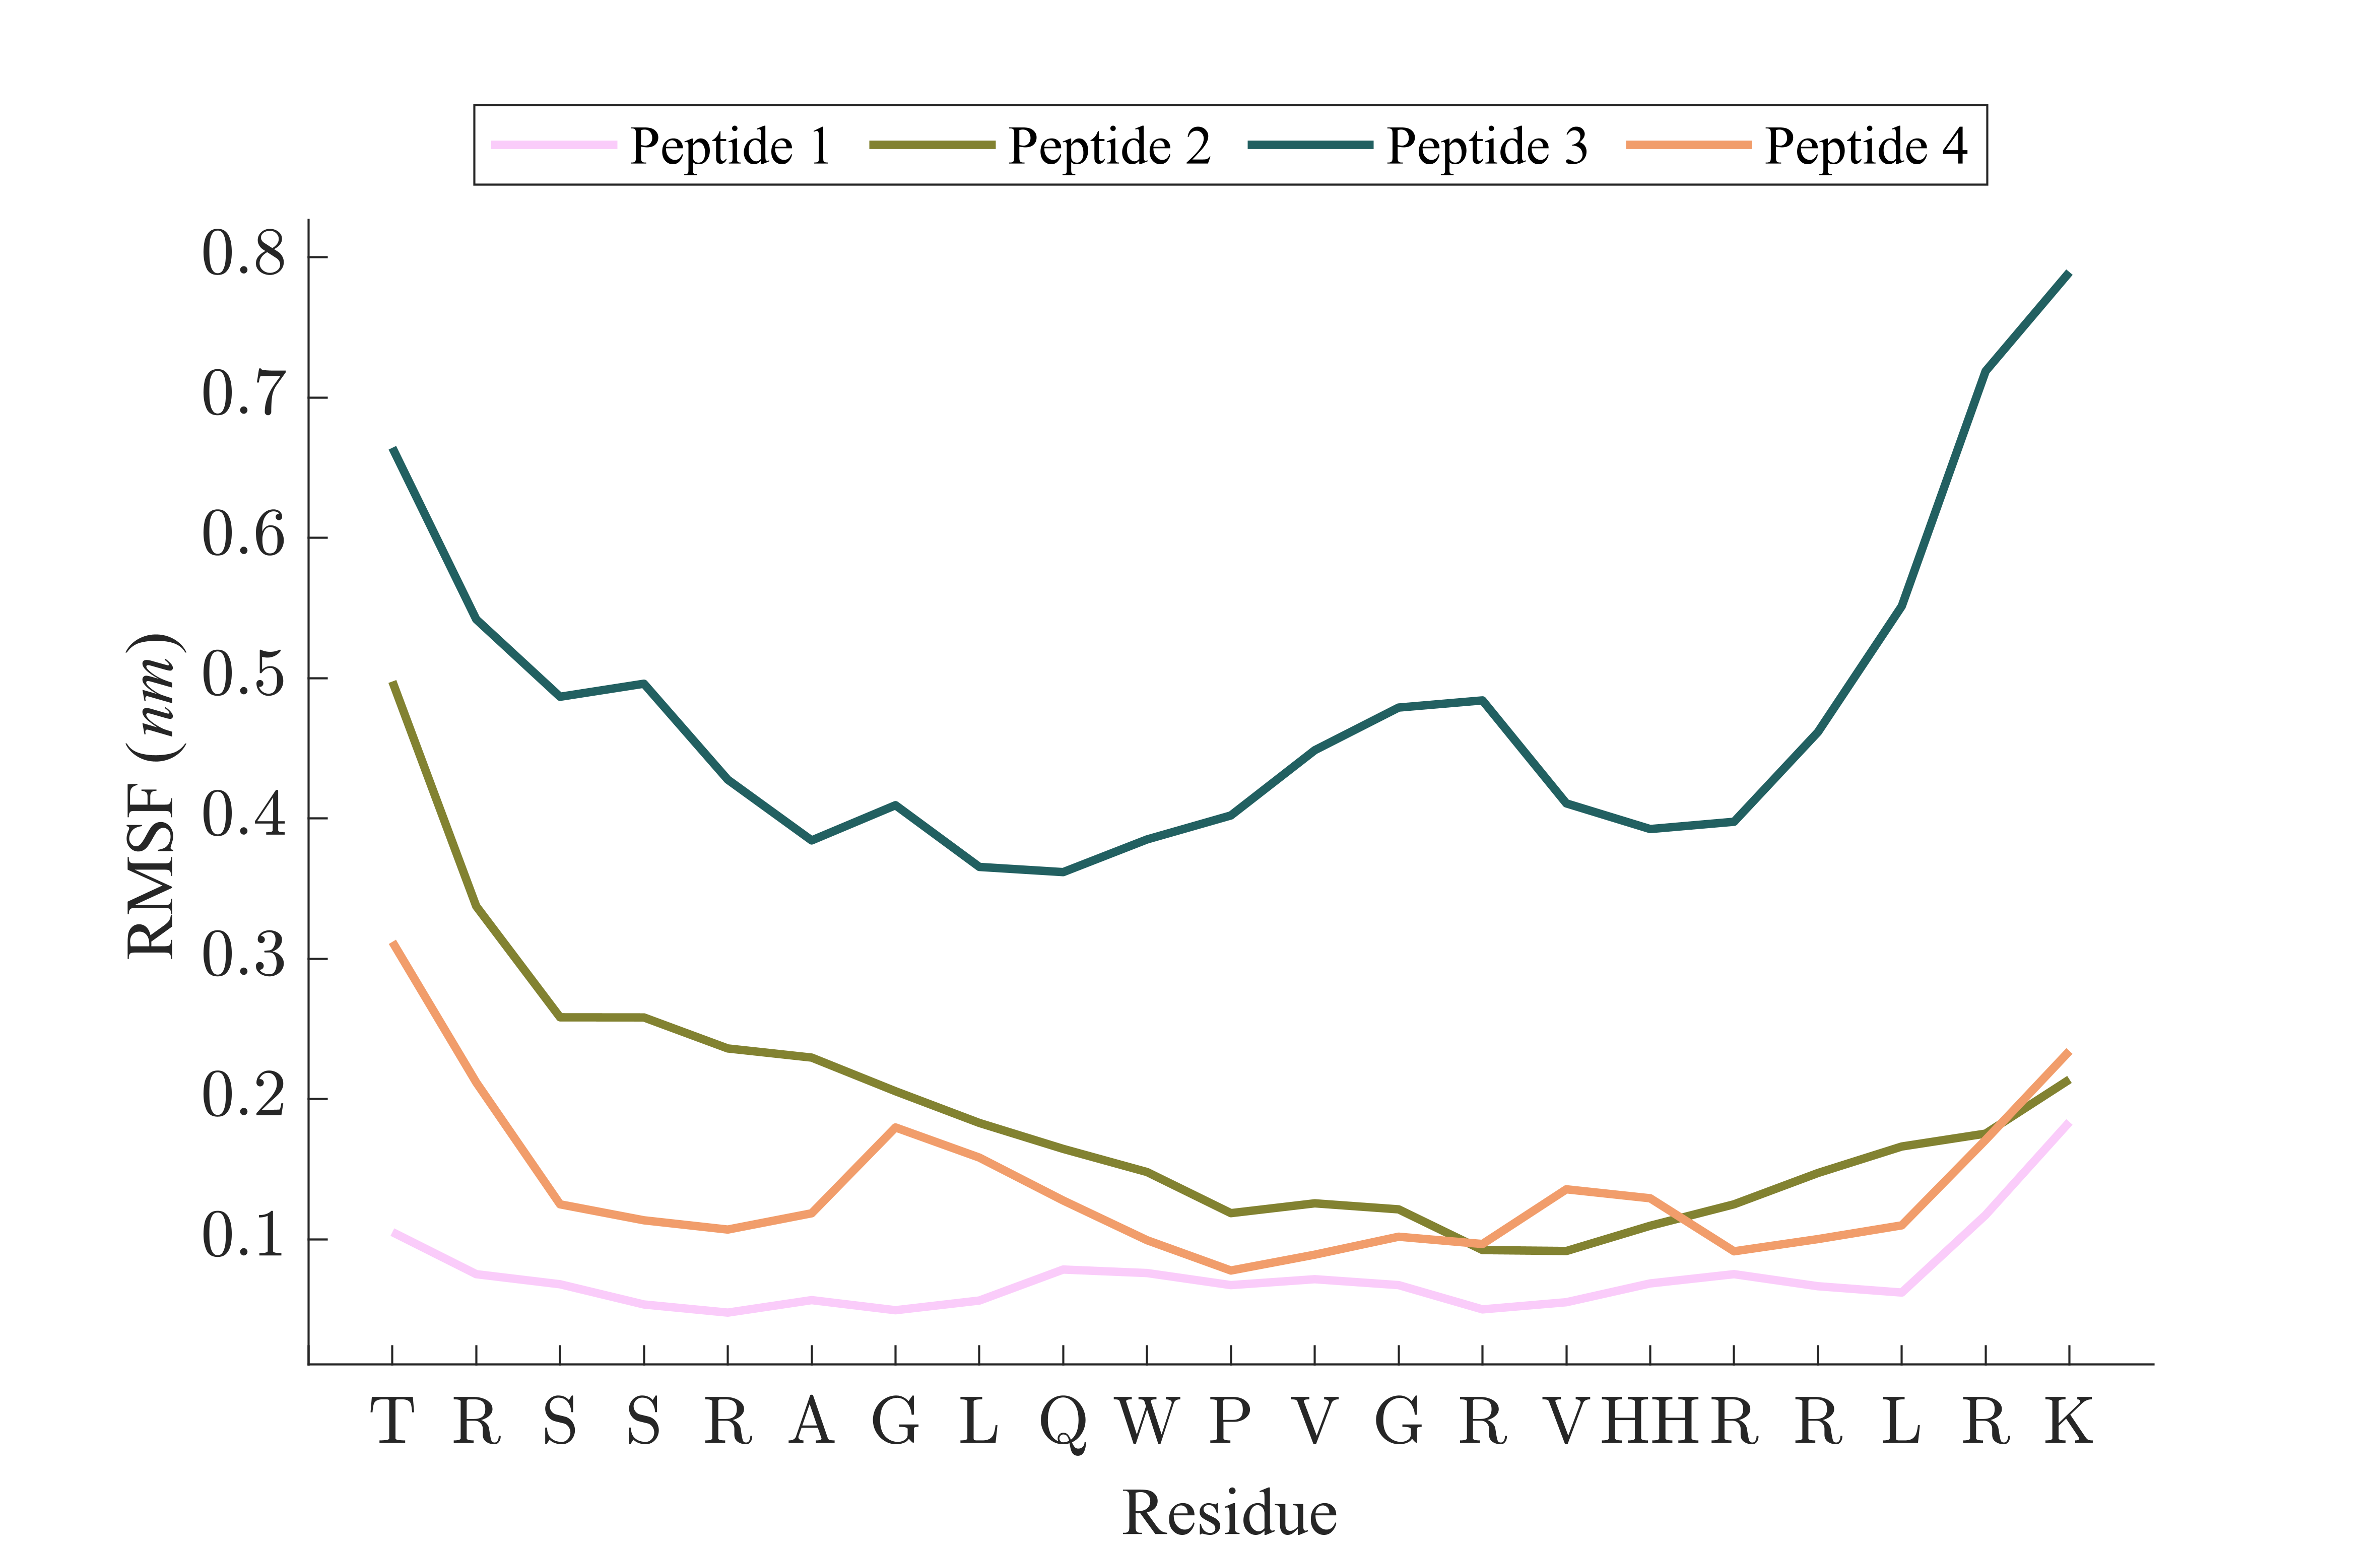 Peptide 1 Peptide 2 Peptide 3 Peptide 4
RMSF (nm)
0.8
0.7
0.6
0.5
0.4
0.3
0.2
0.1
T R S S R A G L Q W P V G R V HHR R L R K
Residue